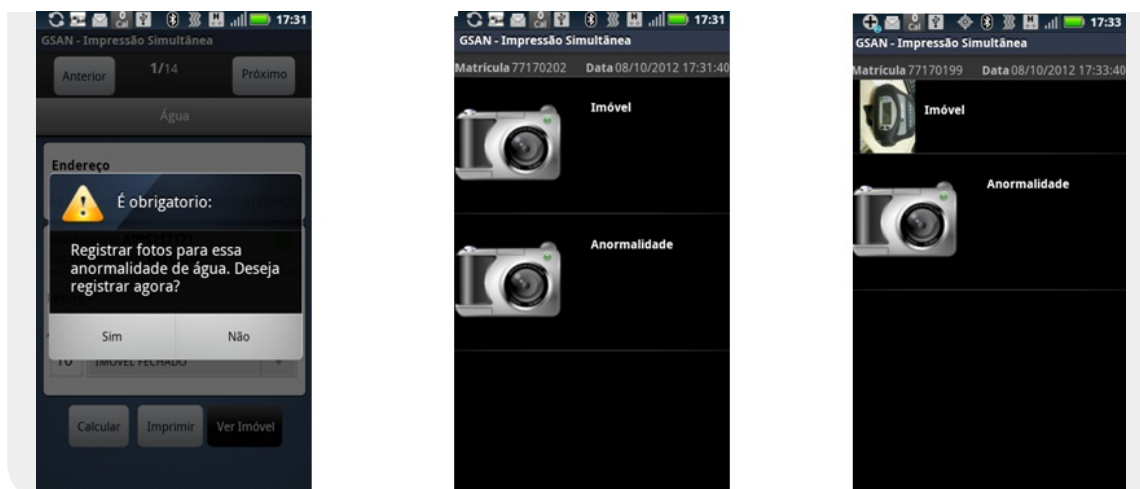 17:31
GSAN - Impressão Simultânea
Anterior
1/14
Próximo
Água
Endereço
É obrigatorio:
Registrar fotos para essa
anormalidade de água. Deseja
registrar agora?
Sim
Não
10
IMOVEL FECHADO
Calcular
Imprimir
Ver Imóvel
17:31
GSAN - Impressão Simultânea
Matrícula 77170202 Data 08/10/2012 17:31:40
Imóvel
Anormalidade
17:33
GSAN - Impressão Simultânea
Matrícula 77170199 Data 08/10/2012 17:33:40
Imóvel
Anormalidade